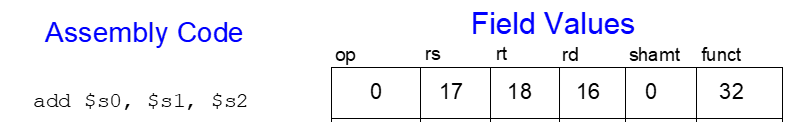 Assembly Code
Field Values
op rs rt rd shamt funct
add $s0, $s1, $s2
0 17 18 16 0 32